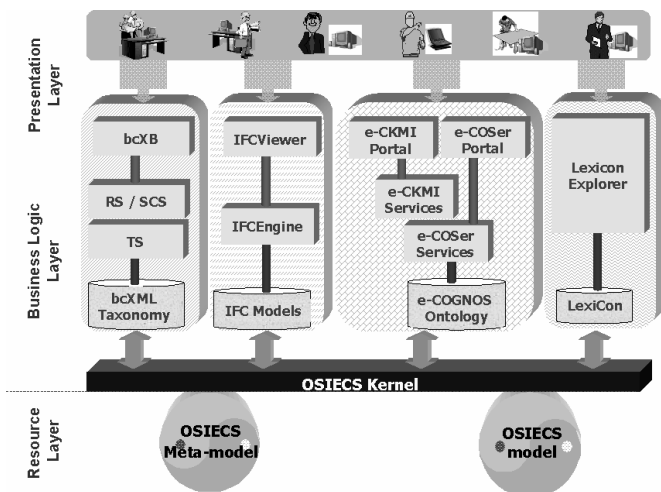 Presentation
Layer
Business Logic
Layer
Resource
Layer
bcXB
RS / SCS
TS
bcXML
Taxonomy
IFCViewer
IFCEngine
IFC Models
e-CKMI
Portal
e-COSer
Portal
e-CKMI
Services
e-COSer
Services
e-COGNOS
Ontology
Lexicon
Explorer
LexiCon
OSIECS Kernel
OSIECS
Meta-model
OSIECS
model